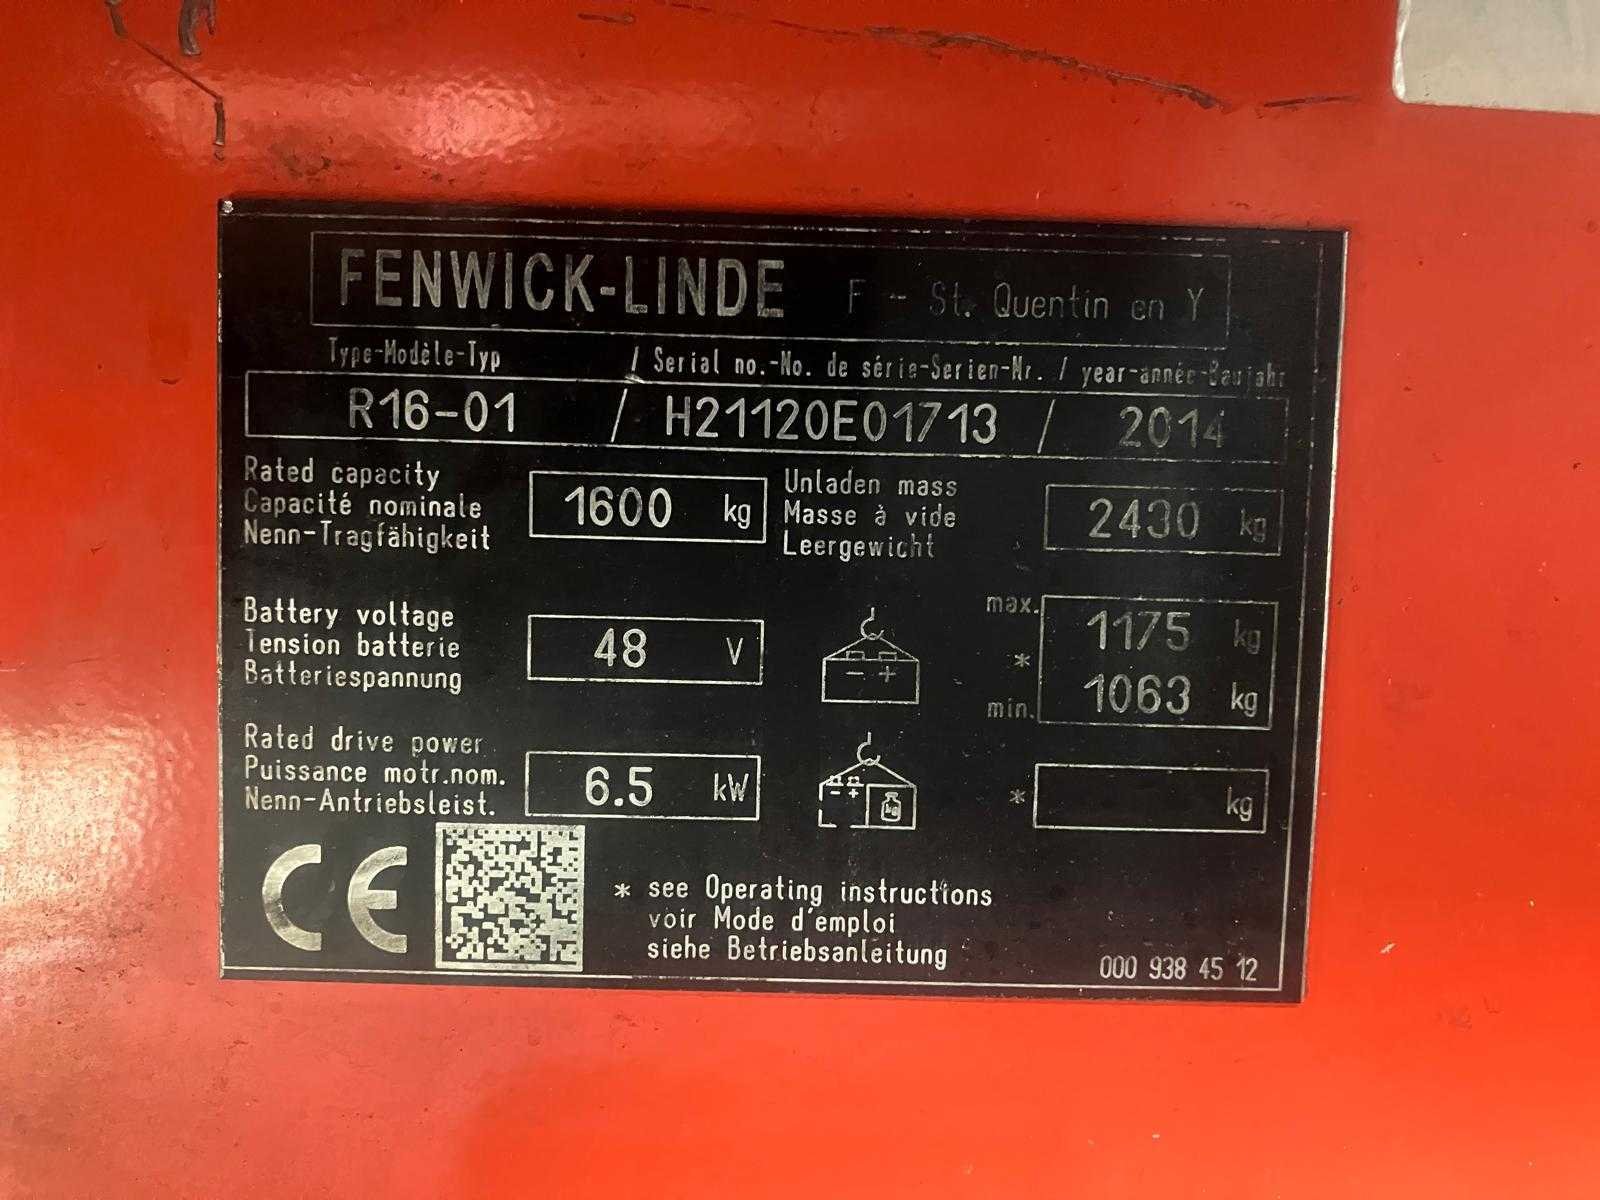 FENWICK-LINDE F - St. Quentin en Y
Type-Modèle-Typ / Serial no.-No. de série-Serien-Nr. / year-année-Baujahr
R16-01 / H21120E01713 / 2014
Rated capacity
Capacité nominale
Nenn-Tragfähigkeit
1600 kg
Unladen mass
Masse à vide
Leergewicht
2430 kg
Battery voltage
Tension batterie
Batteriespannung
48 V
- +
max. 1175 kg
*
min. 1063 kg
Rated drive power
Puissance motr.nom.
Nenn-Antriebsleist.
6.5 kW
- + kg
* kg
CE
* see Operating instructions
voir Mode d'emploi
siehe Betriebsanleitung
000 938 45 12